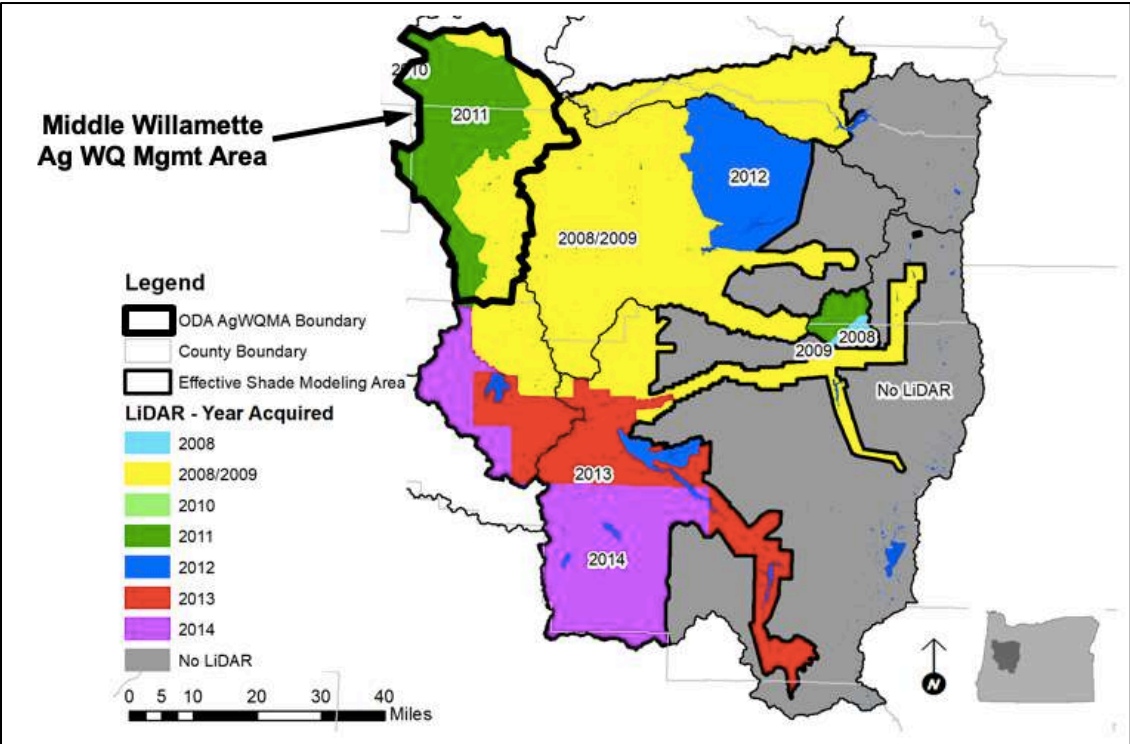 2010
2011
Middle Willamette
Ag WQ Mgmt Area
2012
2008/2009
2008
2009
No LiDAR
2013
2014
Legend
ODA AgWQMA Boundary
County Boundary
Effective Shade Modeling Area
LiDAR - Year Acquired
2008
2008/2009
2010
2011
2012
2013
2014
No LiDAR
0 5 10 20 30 40
Miles
N